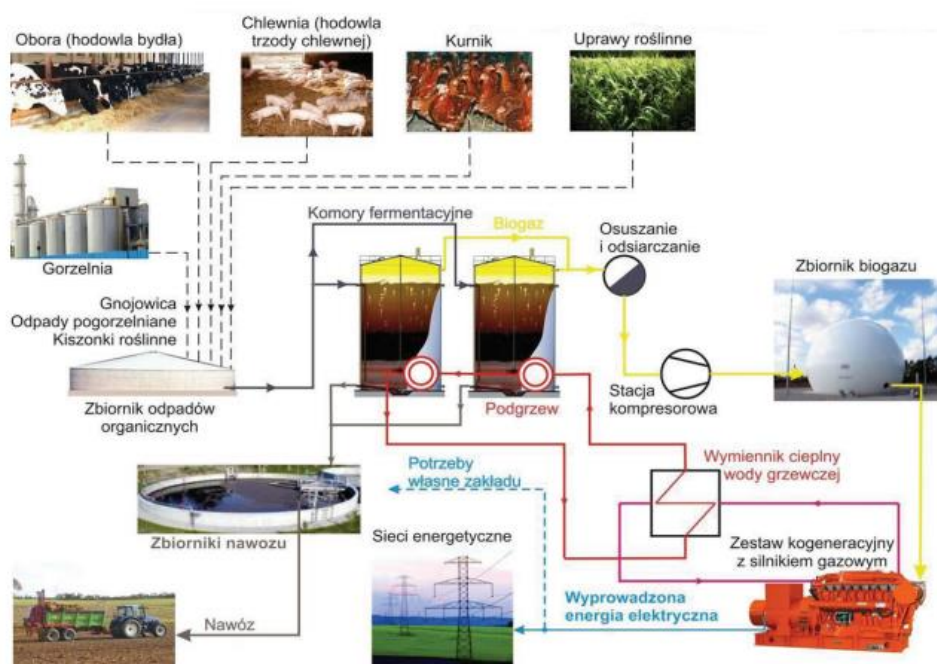 Obora (hodowla bydła)
Chlewnia (hodowla
trzody chlewnej)
Kurnik
Uprawy roślinne
Gorzelnia
Gnojowica
Odpady pogorzelniane
Kiszonki roślinne
Zbiornik odpadów
organicznych
Komory fermentacyjne
Biogaz
Osuszanie
i odsiarczanie
Zbiornik biogazu
Stacja
kompresorowa
Podgrzew
Wymiennik cieplny
wody grzewczej
Potrzeby
własne zakładu
Zbiorniki nawozu
Sieci energetyczne
Zestaw kogeneracyjny
z silnikiem gazowym
Wyprowadzona
energia elektryczna
Nawóz